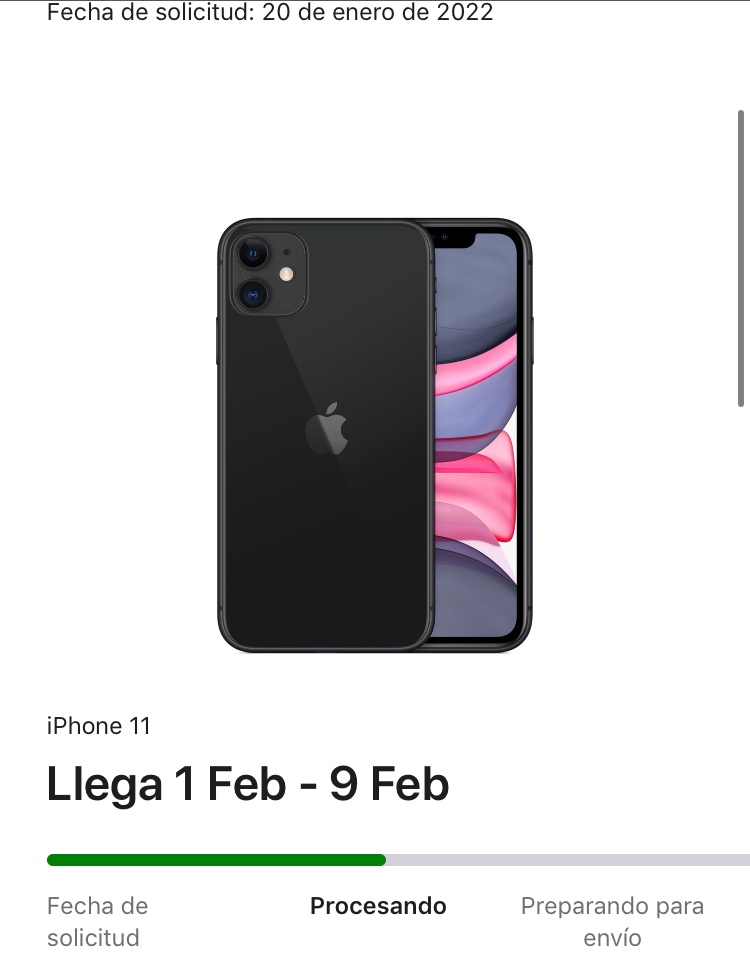 Fecha de solicitud: 20 de enero de 2022
iPhone 11
Llega 1 Feb - 9 Feb
Fecha de
solicitud
Procesando
Preparando para
envío